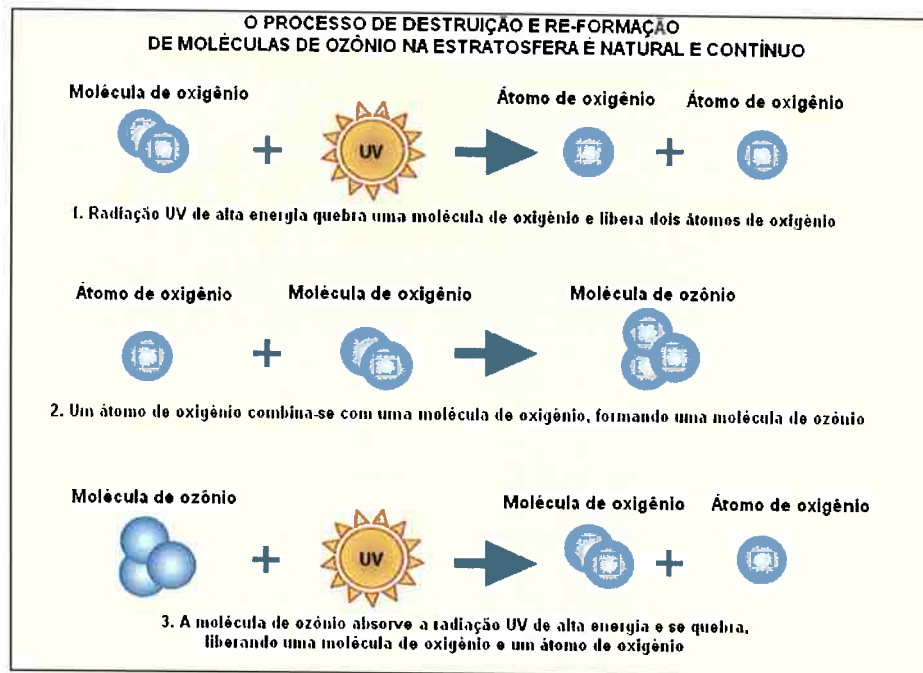 O PROCESSO DE DESTRUIÇÃO E RE-FORMAÇÃO
DE MOLÉCULAS DE OZÔNIO NA ESTRATOSFERA É NATURAL E CONTÍNUO
Molécula de oxigênio
Átomo de oxigênio
Átomo de oxigênio
+
UV
+
1. Radiação UV de alta energia quebra uma molécula de oxigênio e libera dois átomos de oxigênio
Átomo de oxigênio
Molécula de oxigênio
Molécula de ozônio
+
2. Um átomo de oxigênio combina-se com uma molécula de oxigênio, formando uma molécula de ozônio
Molécula de ozônio
Molécula de oxigênio
Átomo de oxigênio
+
UV
+
3. A molécula de ozônio absorve a radiação UV de alta energia e se quebra,
liberando uma molécula de oxigênio e um átomo de oxigênio